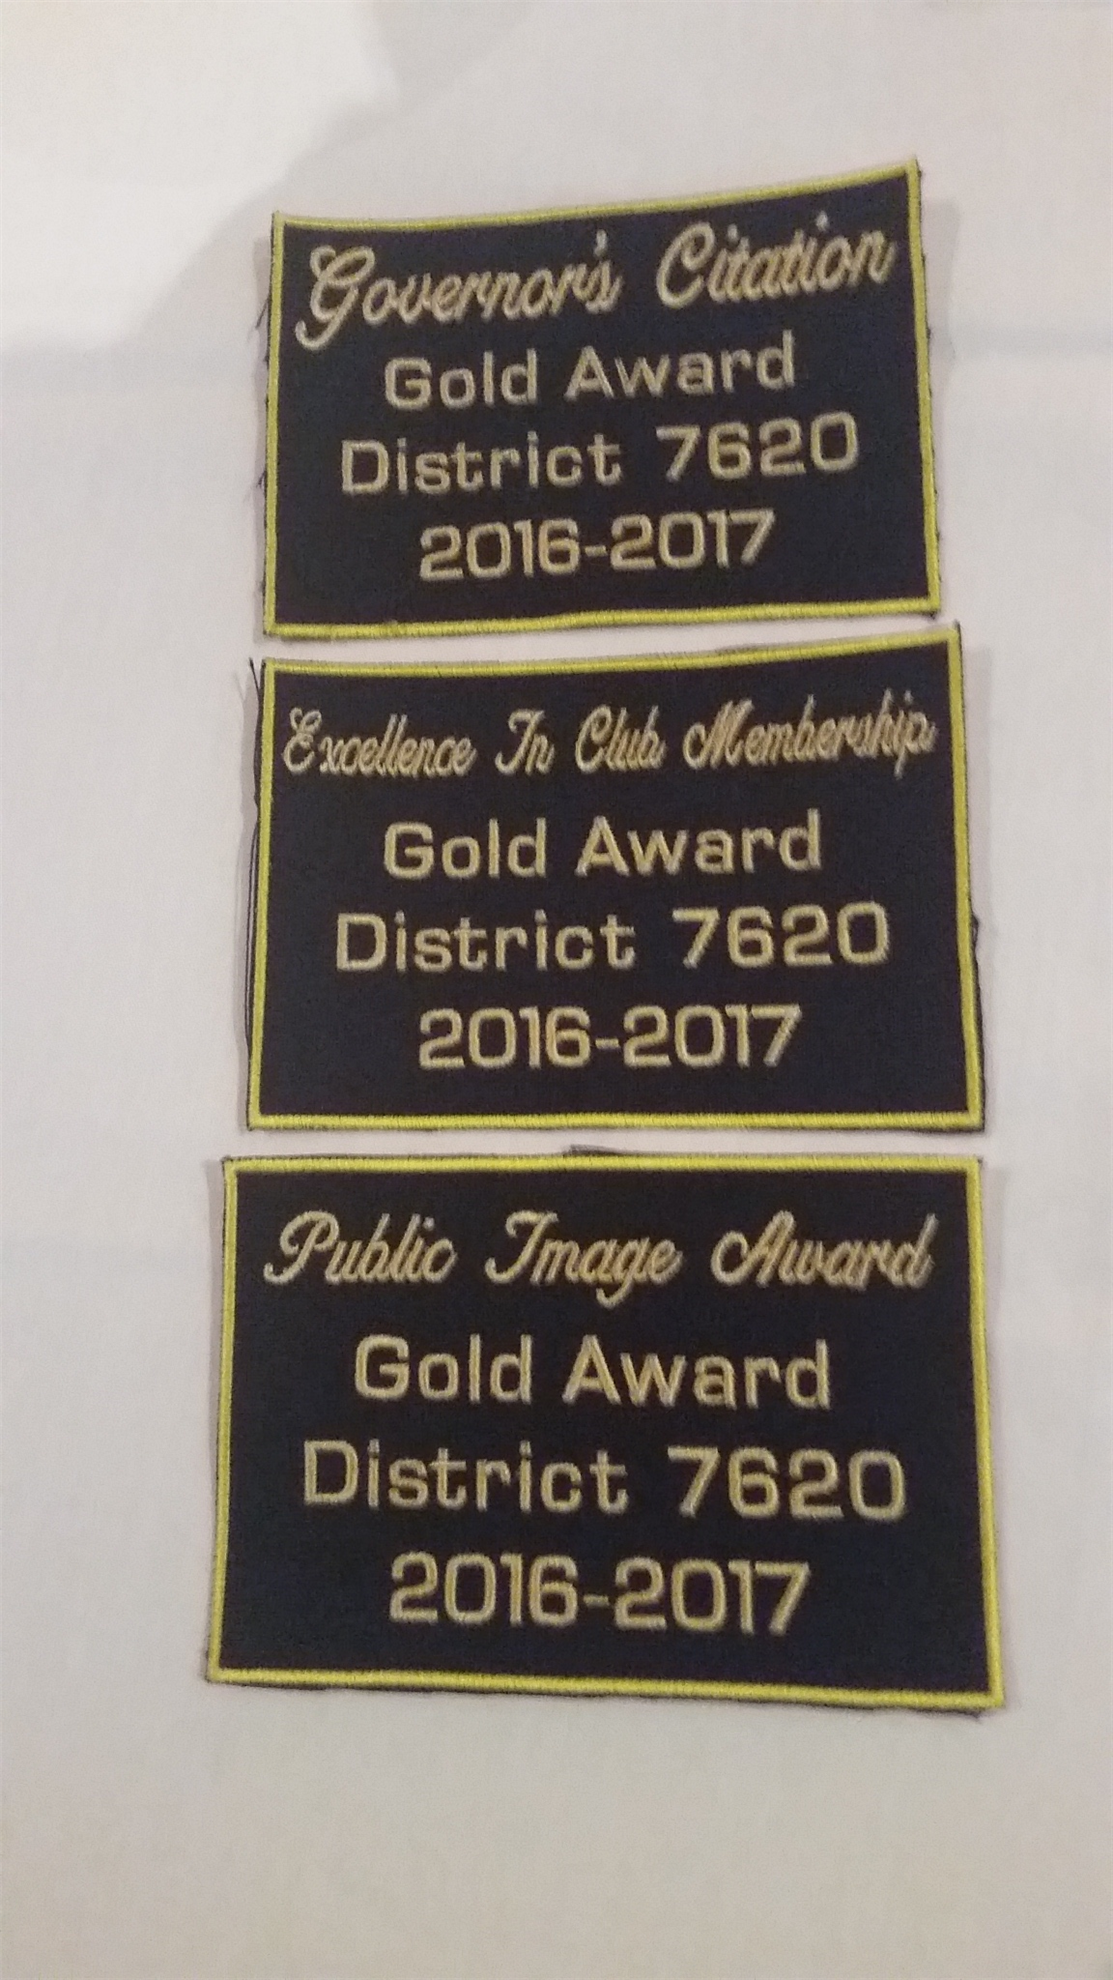 Governor's Citation
Gold Award
District 7620
2016-2017
Excellence In Club Membership
Gold Award
District 7620
2016-2017
Public Image Award
Gold Award
District 7620
2016-2017